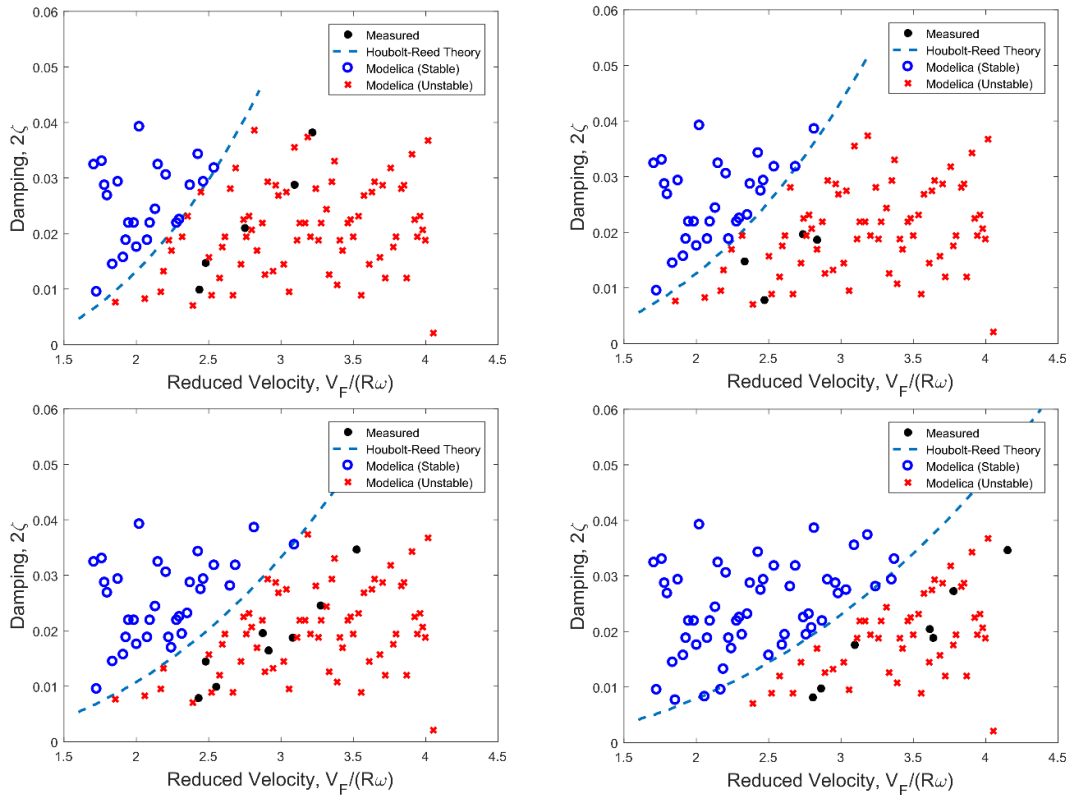 0.06
0.05
0.04
0.03
0.02
0.01
0
Damping, 2ζ
Measured
Houbolt-Reed Theory
Modelica (Stable)
Modelica (Unstable)
1.5 2 2.5 3 3.5 4 4.5
Reduced Velocity, V_F/(Rω)
0.06
0.05
0.04
0.03
0.02
0.01
0
Damping, 2ζ
Measured
Houbolt-Reed Theory
Modelica (Stable)
Modelica (Unstable)
1.5 2 2.5 3 3.5 4 4.5
Reduced Velocity, V_F/(Rω)
0.06
0.05
0.04
0.03
0.02
0.01
0
Damping, 2ζ
Measured
Houbolt-Reed Theory
Modelica (Stable)
Modelica (Unstable)
1.5 2 2.5 3 3.5 4 4.5
Reduced Velocity, V_F/(Rω)
0.06
0.05
0.04
0.03
0.02
0.01
0
Damping, 2ζ
Measured
Houbolt-Reed Theory
Modelica (Stable)
Modelica (Unstable)
1.5 2 2.5 3 3.5 4 4.5
Reduced Velocity, V_F/(Rω)